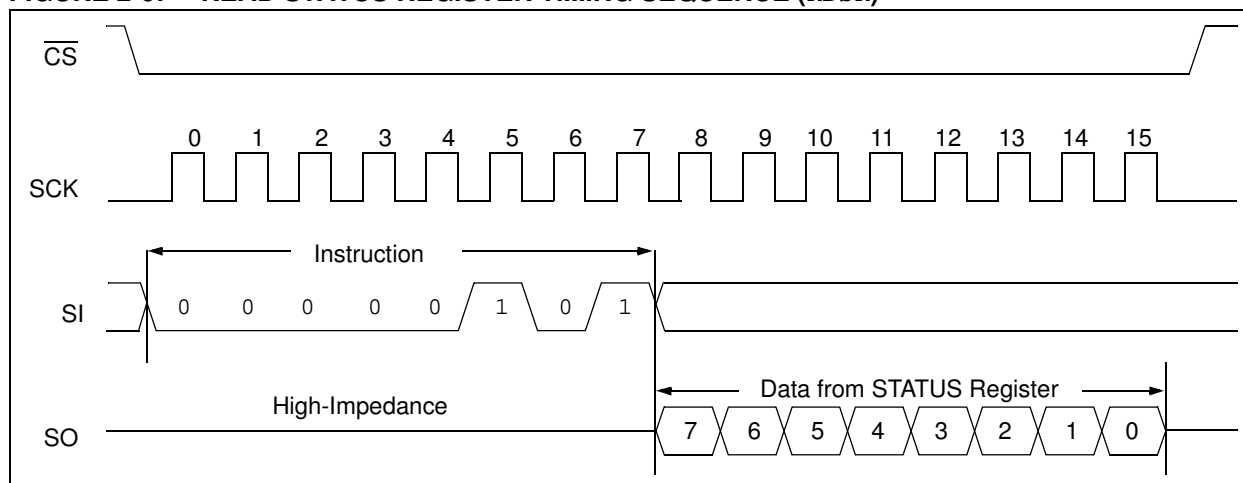 CS
0 1 2 3 4 5 6 7 8 9 10 11 12 13 14 15
SCK
Instruction
SI 0 0 0 0 0 1 0 1
Data from STATUS Register
High-Impedance
SO 7 6 5 4 3 2 1 0